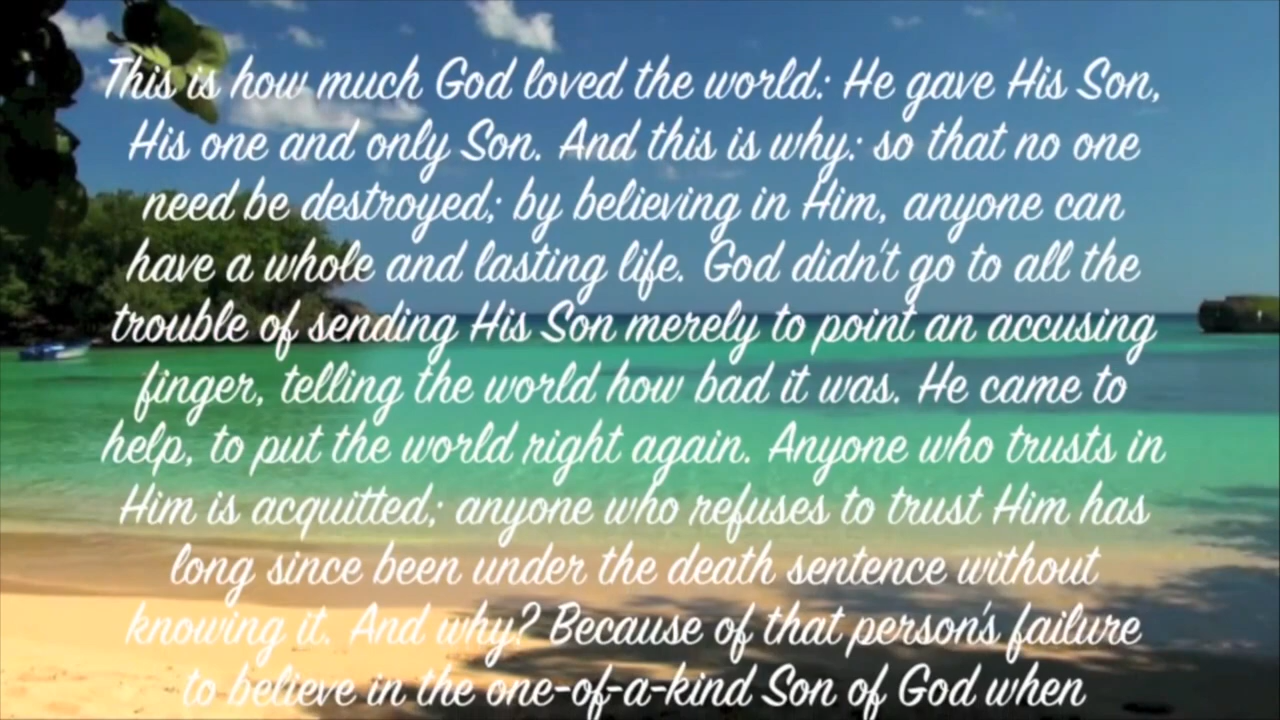 This is how much God loved the world: He gave His Son,
His one and only Son. And this is why: so that no one
need be destroyed; by believing in Him, anyone can
have a whole and lasting life. God didn't go to all the
trouble of sending His Son merely to point an accusing
finger, telling the world how bad it was. He came to
help, to put the world right again. Anyone who trusts in
Him is acquitted; anyone who refuses to trust Him has
long since been under the death sentence without
knowing it. And why? Because of that person's failure
to believe in the one-of-a-kind Son of God when